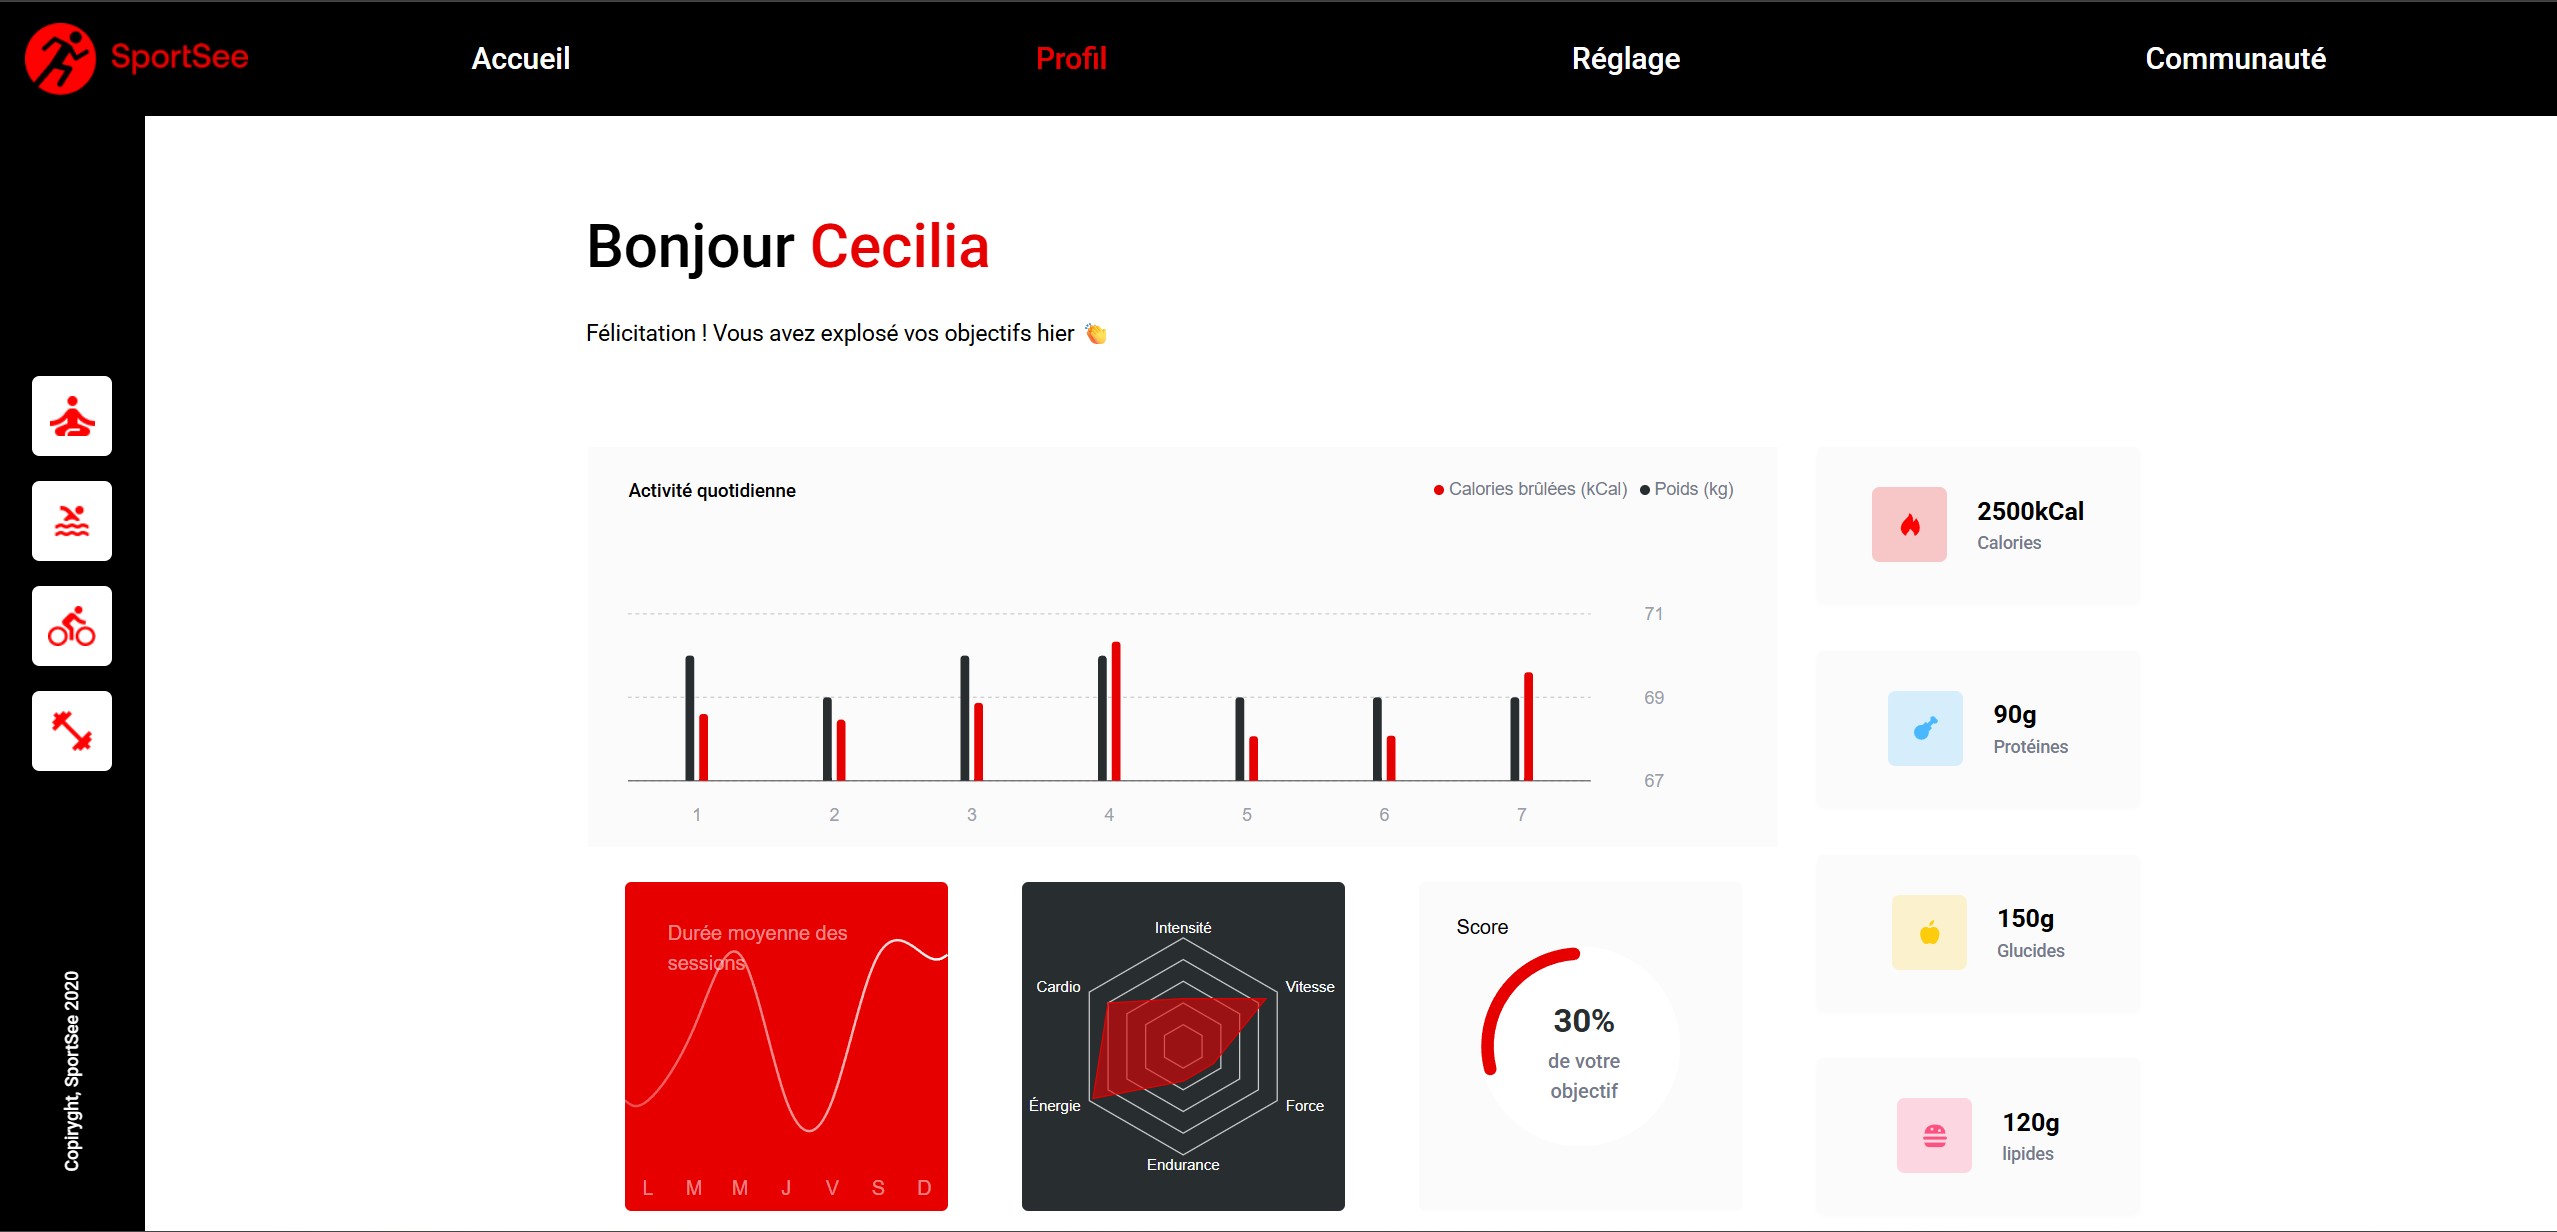 SportSee
Accueil
Profil
Réglage
Communauté
Bonjour Cecilia
Félicitation ! Vous avez explosé vos objectifs hier 👏
Activité quotidienne
Calories brûlées (kCal)
Poids (kg)
71
69
67
1 2 3 4 5 6 7
2500kCal
Calories
90g
Protéines
150g
Glucides
120g
lipides
Durée moyenne des
sessions
L M M J V S D
Intensité
Vitesse
Force
Endurance
Énergie
Cardio
Score
30%
de votre
objectif
Copiryght, SportSee 2020